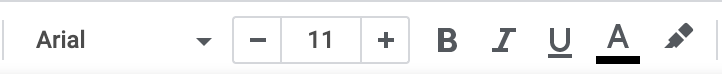 Arial − 11 + B I U A